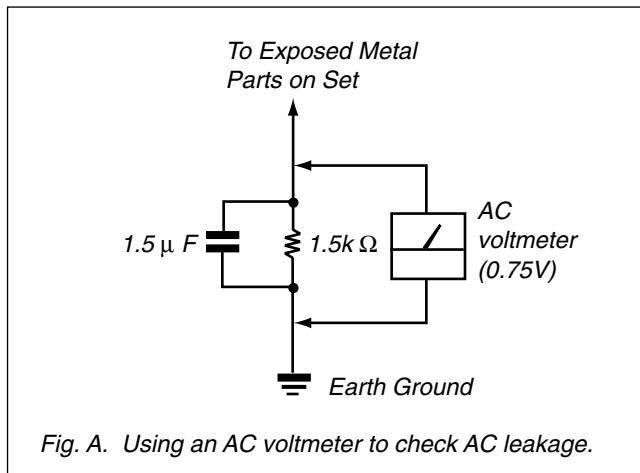 To Exposed Metal
Parts on Set
1.5 µ F
1.5k Ω
AC
voltmeter
(0.75V)
Earth Ground
Fig. A. Using an AC voltmeter to check AC leakage.